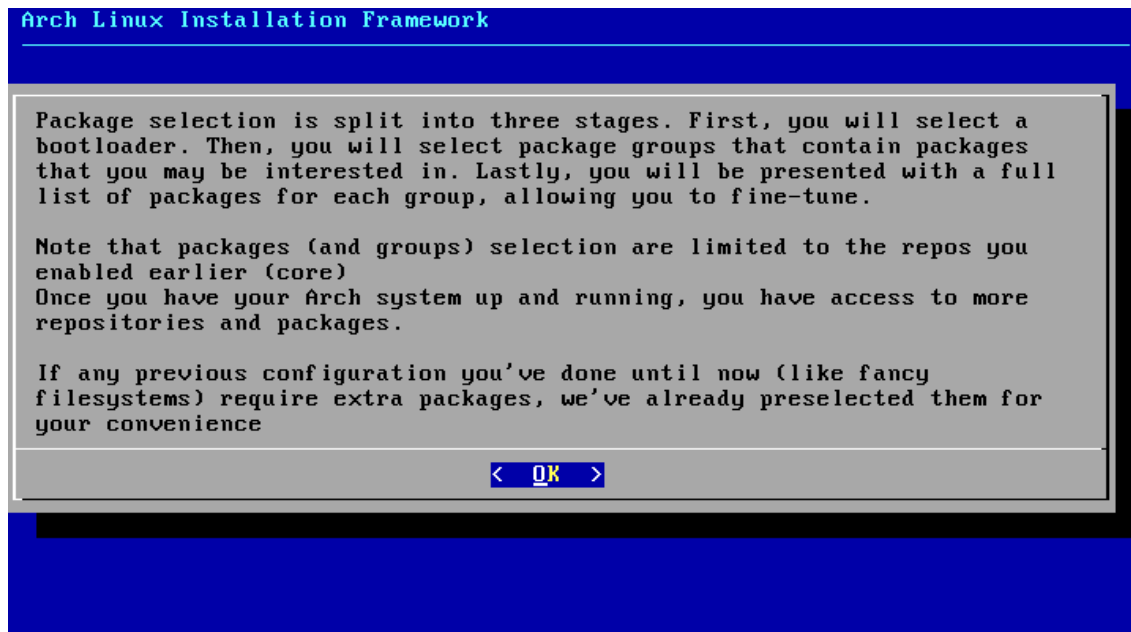 Arch Linux Installation Framework
Package selection is split into three stages. First, you will select a
bootloader. Then, you will select package groups that contain packages
that you may be interested in. Lastly, you will be presented with a full
list of packages for each group, allowing you to fine-tune.
Note that packages (and groups) selection are limited to the repos you
enabled earlier (core)
Once you have your Arch system up and running, you have access to more
repositories and packages.
If any previous configuration you've done until now (like fancy
filesystems) require extra packages, we've already preselected them for
your convenience
< OK >